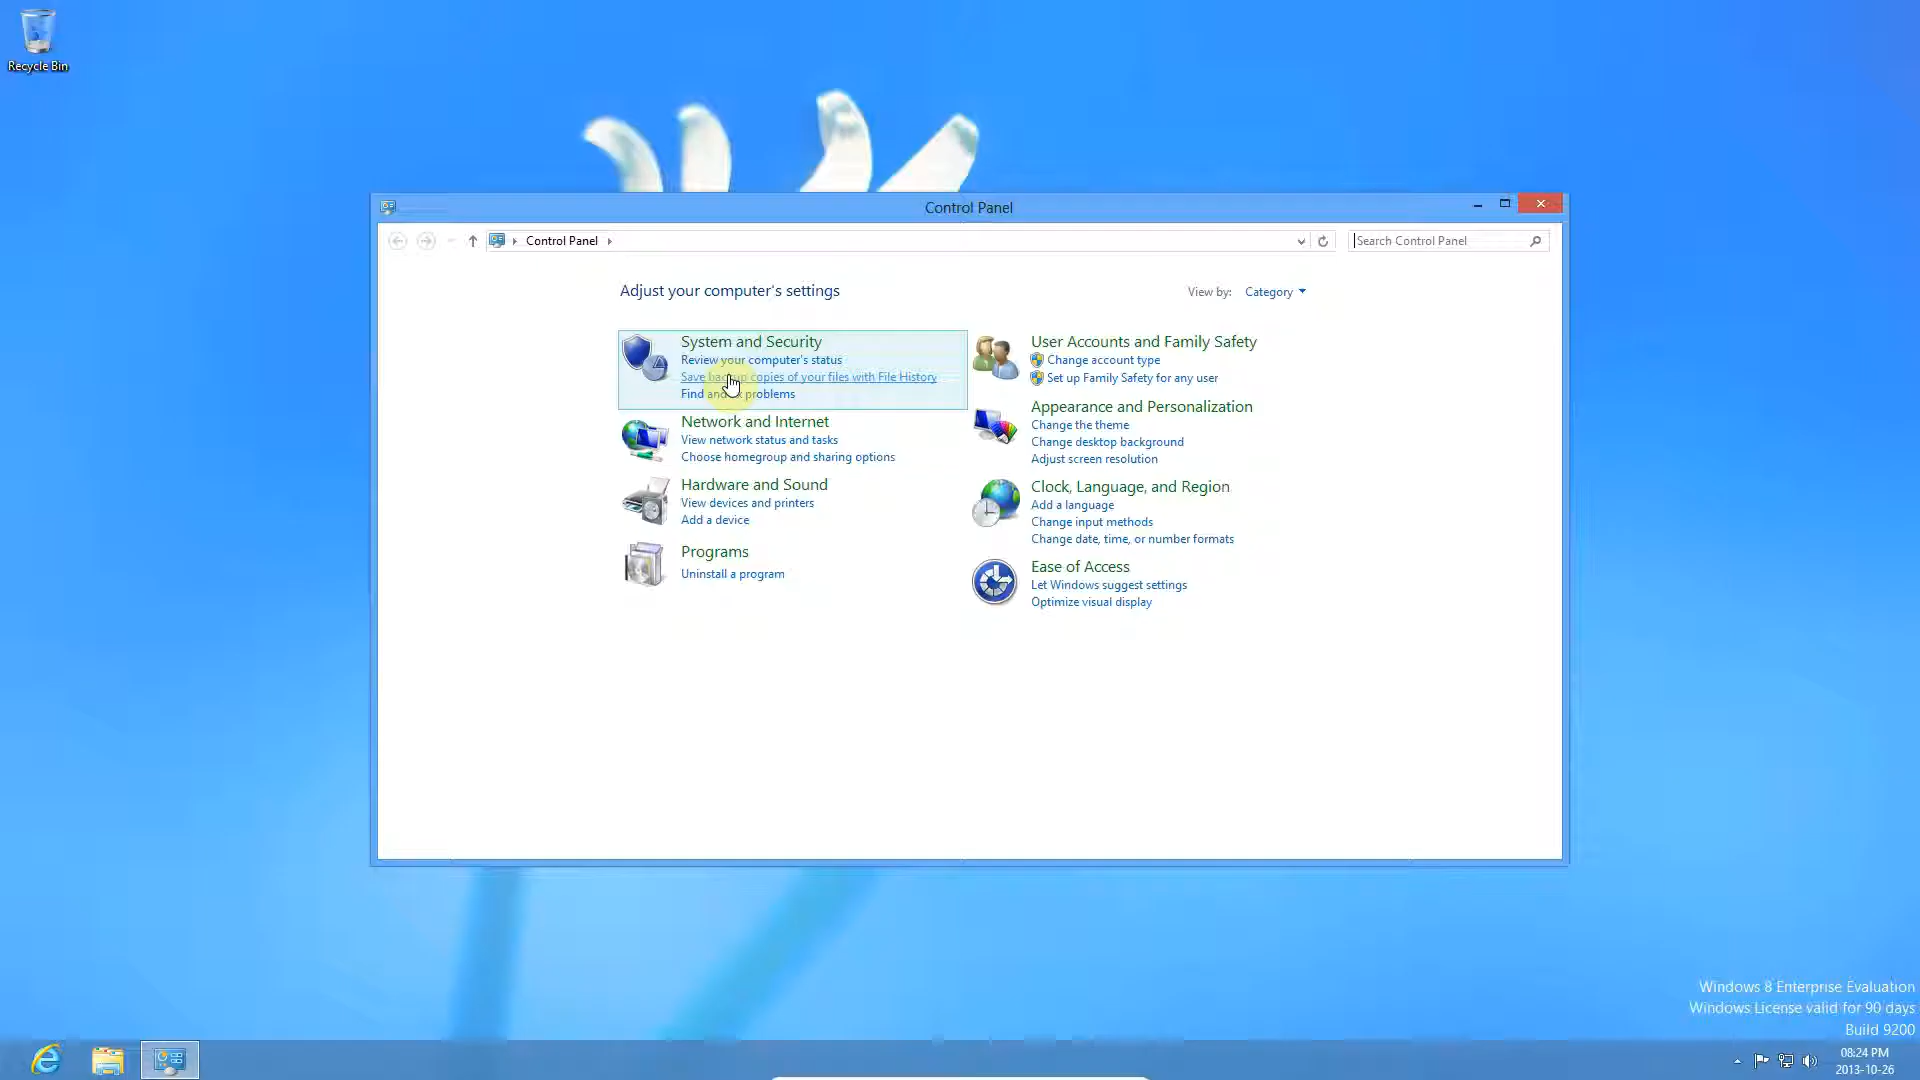 Recycle Bin
Control Panel
Control Panel
Search Control Panel
Adjust your computer's settings
View by: Category
System and Security
Review your computer's status
Save backup copies of your files with File History
Find and fix problems
Network and Internet
View network status and tasks
Choose homegroup and sharing options
Hardware and Sound
View devices and printers
Add a device
Programs
Uninstall a program
User Accounts and Family Safety
Change account type
Set up Family Safety for any user
Appearance and Personalization
Change the theme
Change desktop background
Adjust screen resolution
Clock, Language, and Region
Add a language
Change input methods
Change date, time, or number formats
Ease of Access
Let Windows suggest settings
Optimize visual display
Windows 8 Enterprise Evaluation
Windows License valid for 90 days
Build 9200
08:24 PM
2013-10-26